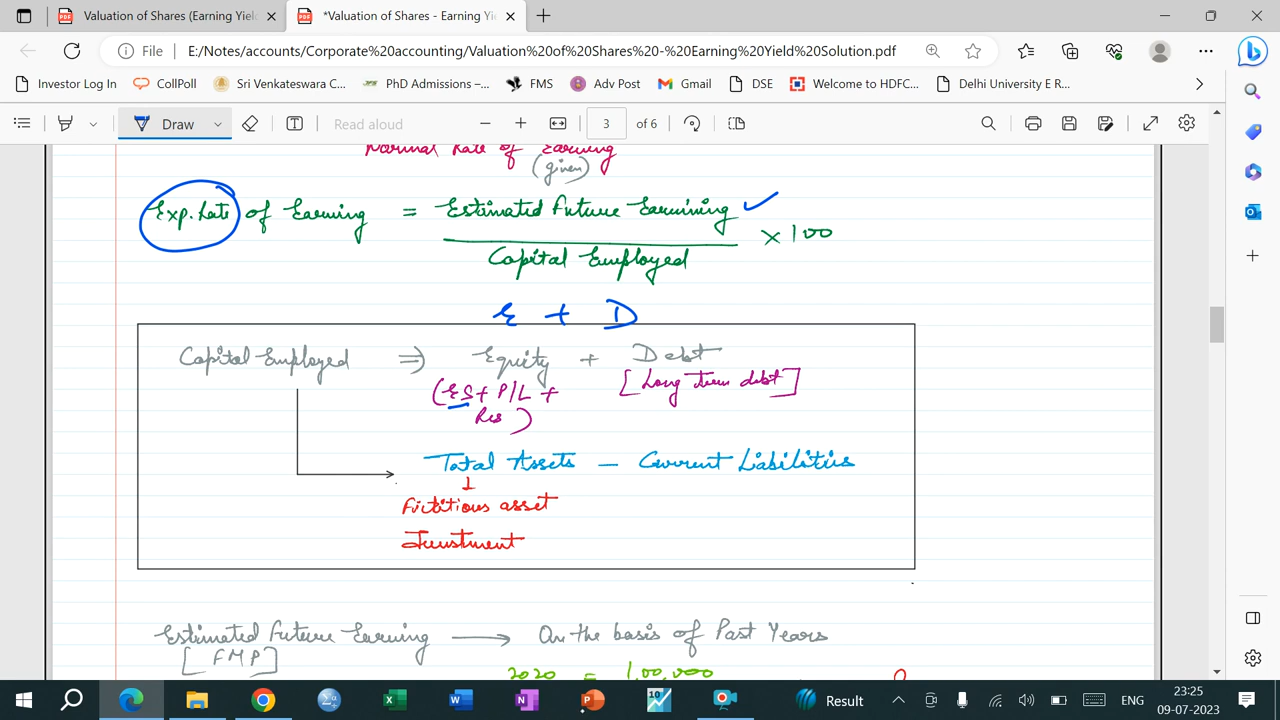 Valuation of Shares (Earning Yiel
*Valuation of Shares - Earning Yi
File E:/Notes/accounts/Corporate%20accounting/Valuation%20of%20Shares%20-%20Earning%20Yield%20Solution.pdf
Investor Log In CollPoll Sri Venkateswara C... PhD Admissions –... FMS Adv Post Gmail DSE Welcome to HDFC... Delhi University E R...
Draw Read aloud 3 of 6
Normal Rate of Earning
(given)
Exp. Rate of Earning = Estimated Future Earnining
× 100
Capital Employed
E + D
Capital Employed ⇒ Equity + Debt
(ES + P/L + Res) [Long term debt]
Total Assets – Current Liabilities
Fictitious asset
Investment
Estimated Future Earning → On the basis of Past Years
[FMP]
2020 = 1,00,000
Result ENG 23:25
09-07-2023